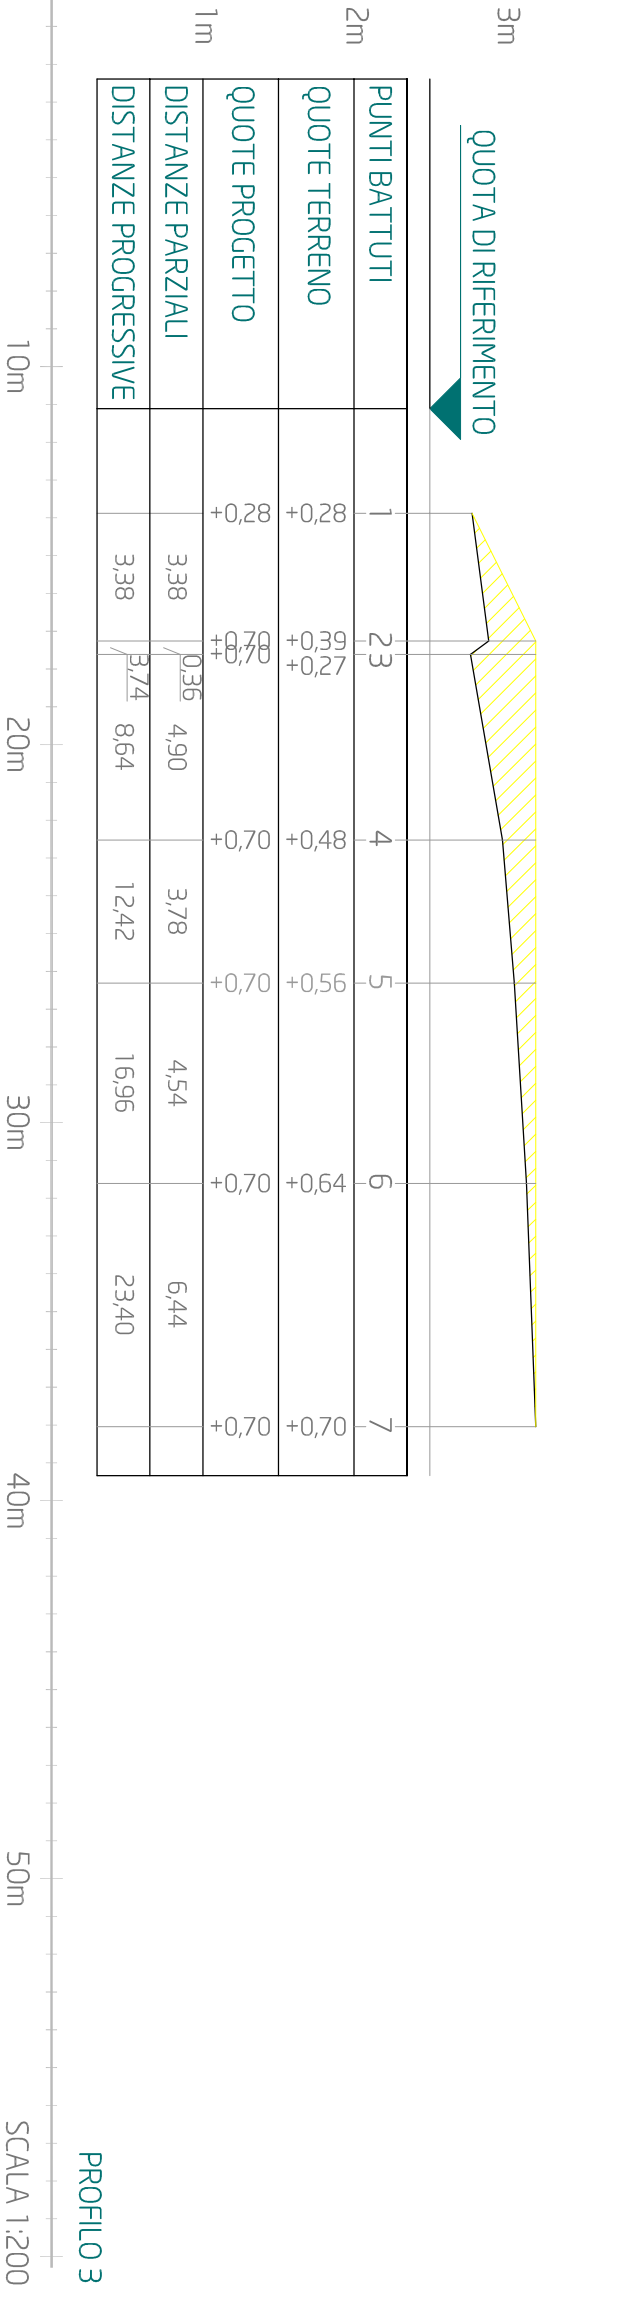 3m
2m
1m
QUOTA DI RIFERIMENTO
PUNTI BATTUTI 1 2 3 4 5 6 7
QUOTE TERRENO +0,28 +0,39 +0,27 +0,48 +0,56 +0,64 +0,70
QUOTE PROGETTO +0,28 +0,70 +0,70 +0,70 +0,70 +0,70 +0,70
DISTANZE PARZIALI 3,38 0,36 4,90 3,78 4,54 6,44
DISTANZE PROGRESSIVE 3,38 3,74 8,64 12,42 16,96 23,40
PROFILO 3
10m 20m 30m 40m 50m SCALA 1:200